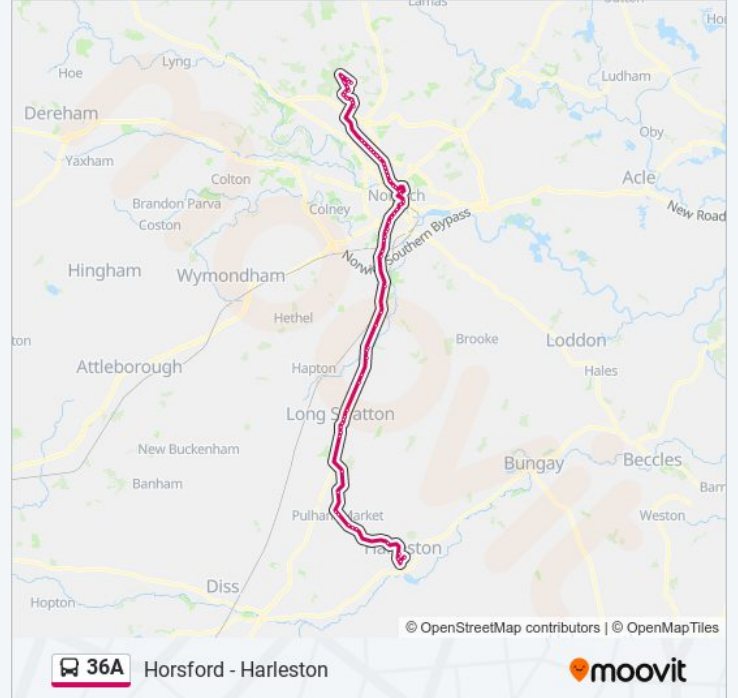 Lamas
Hoe
Lyng
Ludham
Dereham
Oby
Yaxham
Colton
Acle
Brandon Parva
Colney
New Road
Coston
Southern Bypass
Hingham
Wymondham
Hethel
Brooke
Loddon
ton
Attleborough
Hapton
Hales
Long Stratton
New Buckenham
Bungay
Beccles
Banham
Pulham Market
Weston
Harleston
Diss
Hopton
© OpenStreetMap contributors | © OpenMapTiles
36A Horsford - Harleston
moovit